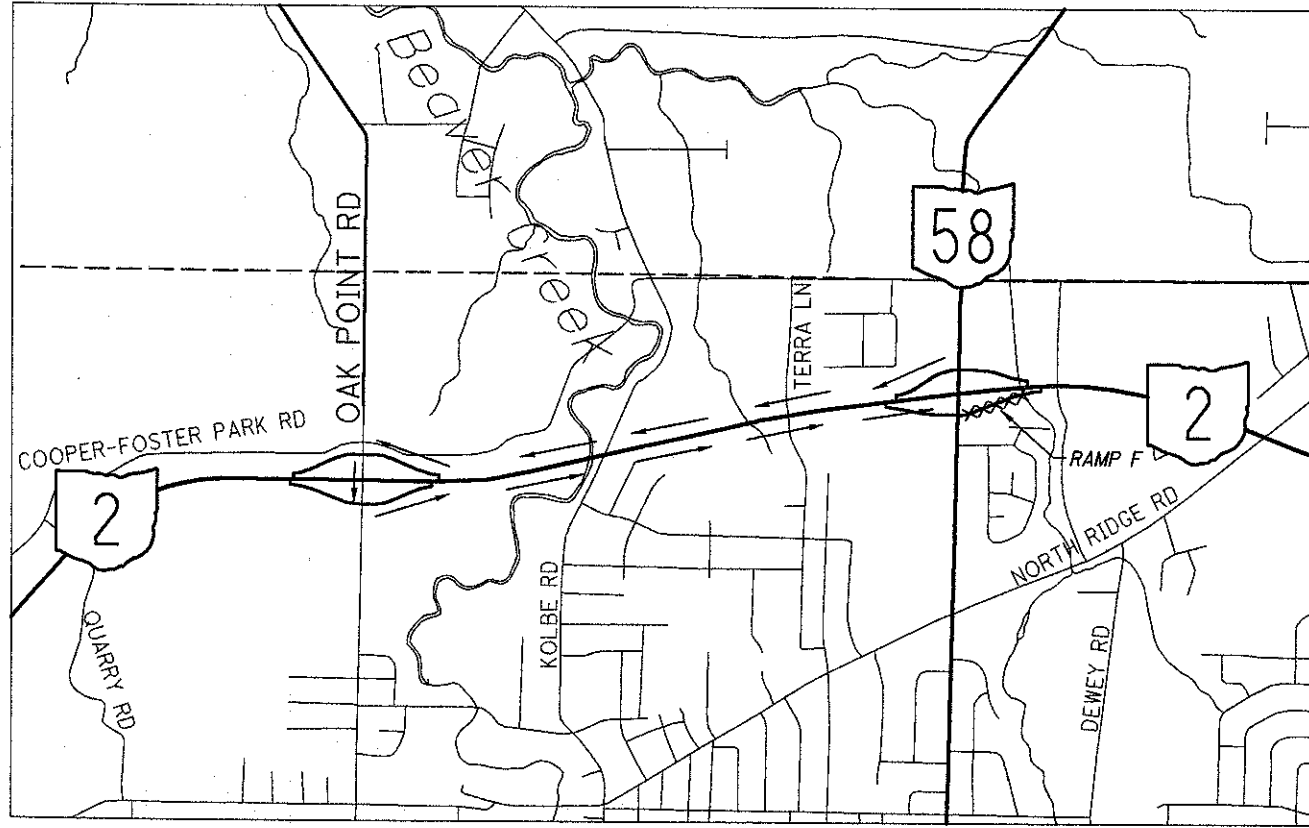 Beaver Creek
OAK POINT RD
58
TERRA LN
COOPER-FOSTER PARK RD
2
2
RAMP F
NORTH RIDGE RD
KOLBE RD
QUARRY RD
DEWEY RD